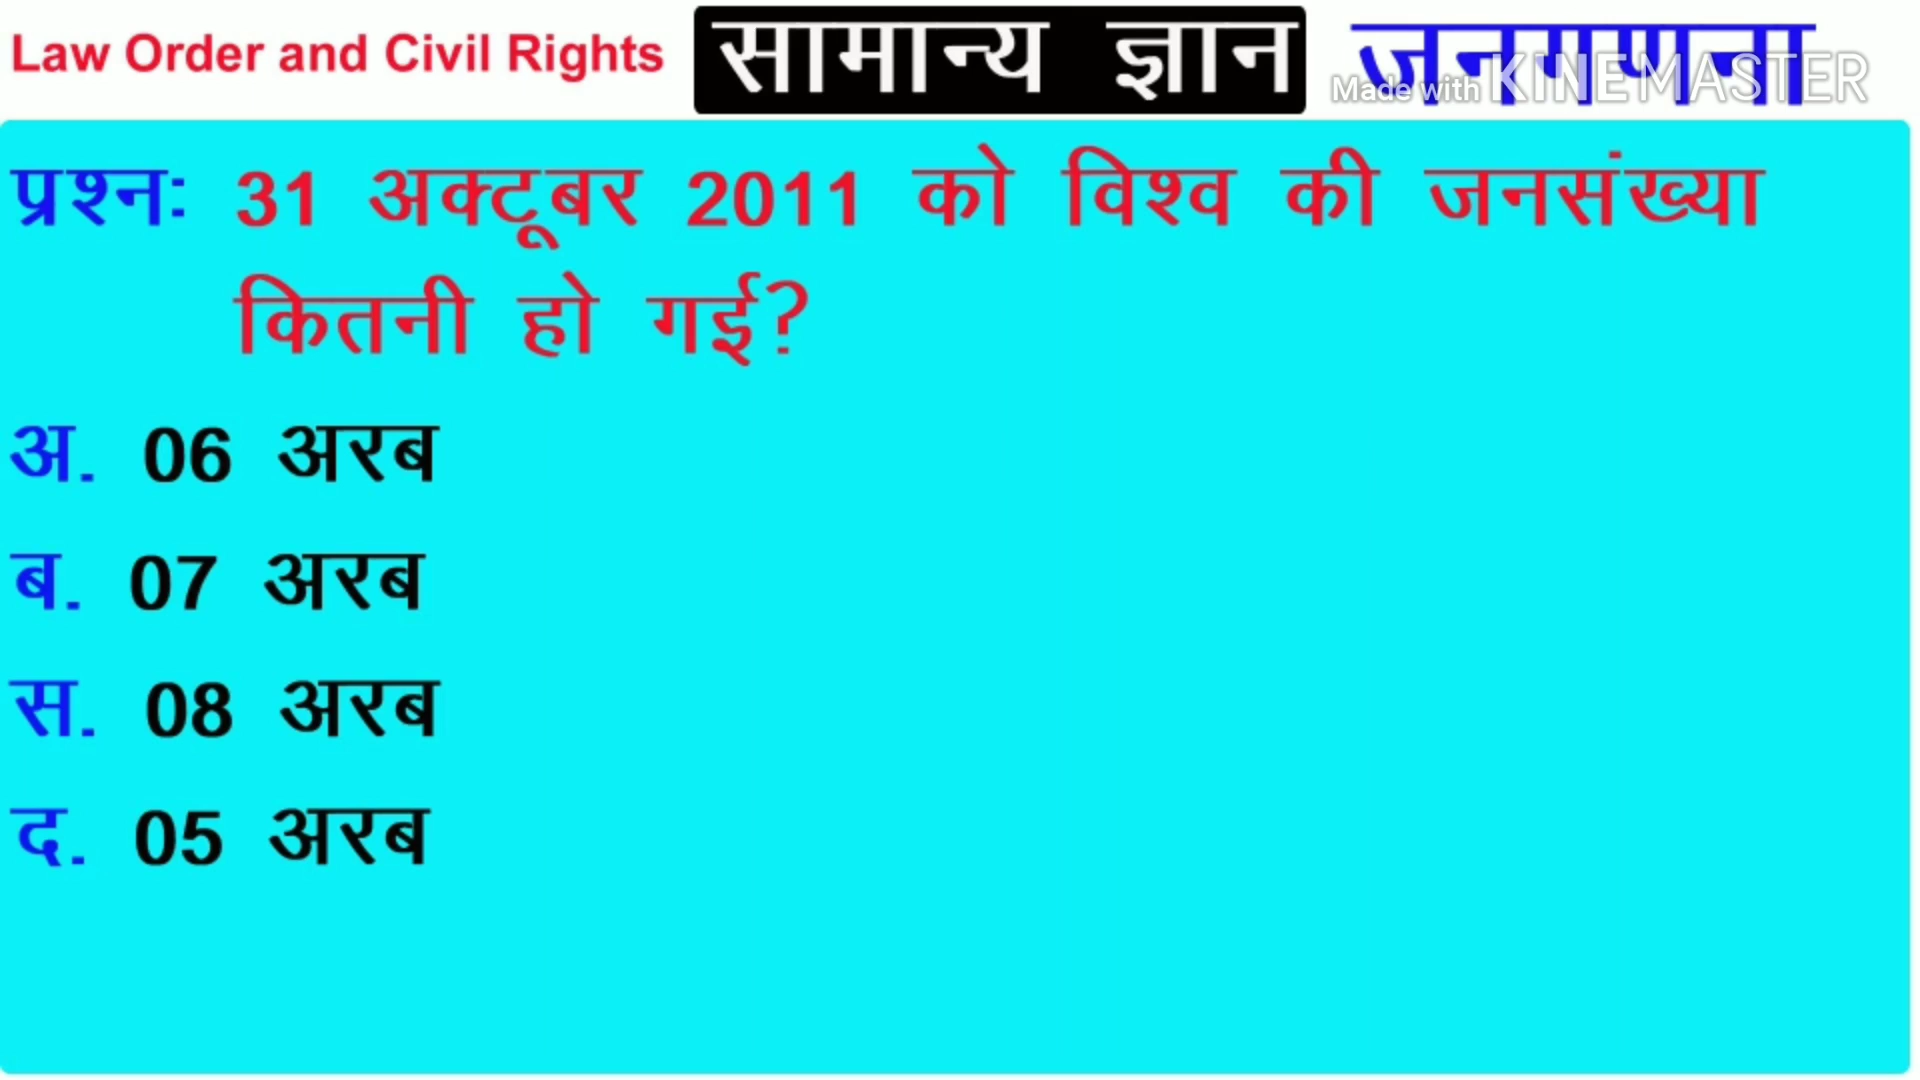 Law Order and Civil Rights सामान्य ज्ञान जनगणना
Made with KINEMASTER
प्रश्न: 31 अक्टूबर 2011 को विश्व की जनसंख्या
कितनी हो गई?
अ. 06 अरब
ब. 07 अरब
स. 08 अरब
द. 05 अरब